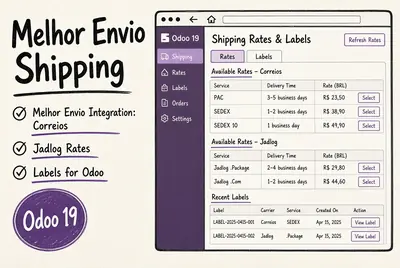 Melhor Envio
Shipping
Melhor Envio Integration:
Correios
Jadlog Rates
Labels for Odoo
Odoo 19
Odoo 19
Shipping
Rates
Labels
Orders
Settings
Shipping Rates & Labels
Refresh Rates
Rates Labels
Available Rates – Correios
Service Delivery Time Rate (BRL)
PAC 3–5 business days R$ 23,50 Select
SEDEX 1–2 business days R$ 38,90 Select
SEDEX 10 1 business day R$ 49,90 Select
Available Rates – Jadlog
Service Delivery Time Rate (BRL)
Jadlog .Package 2–4 business days R$ 29,80 Select
Jadlog .Com 1–2 business days R$ 44,60 Select
Recent Labels
Label Carrier Service Created On Action
LABEL-2025-0415-001 Correios SEDEX Apr 15, 2025 View Label
LABEL-2025-0415-002 Jadlog .Package Apr 15, 2025 View Label